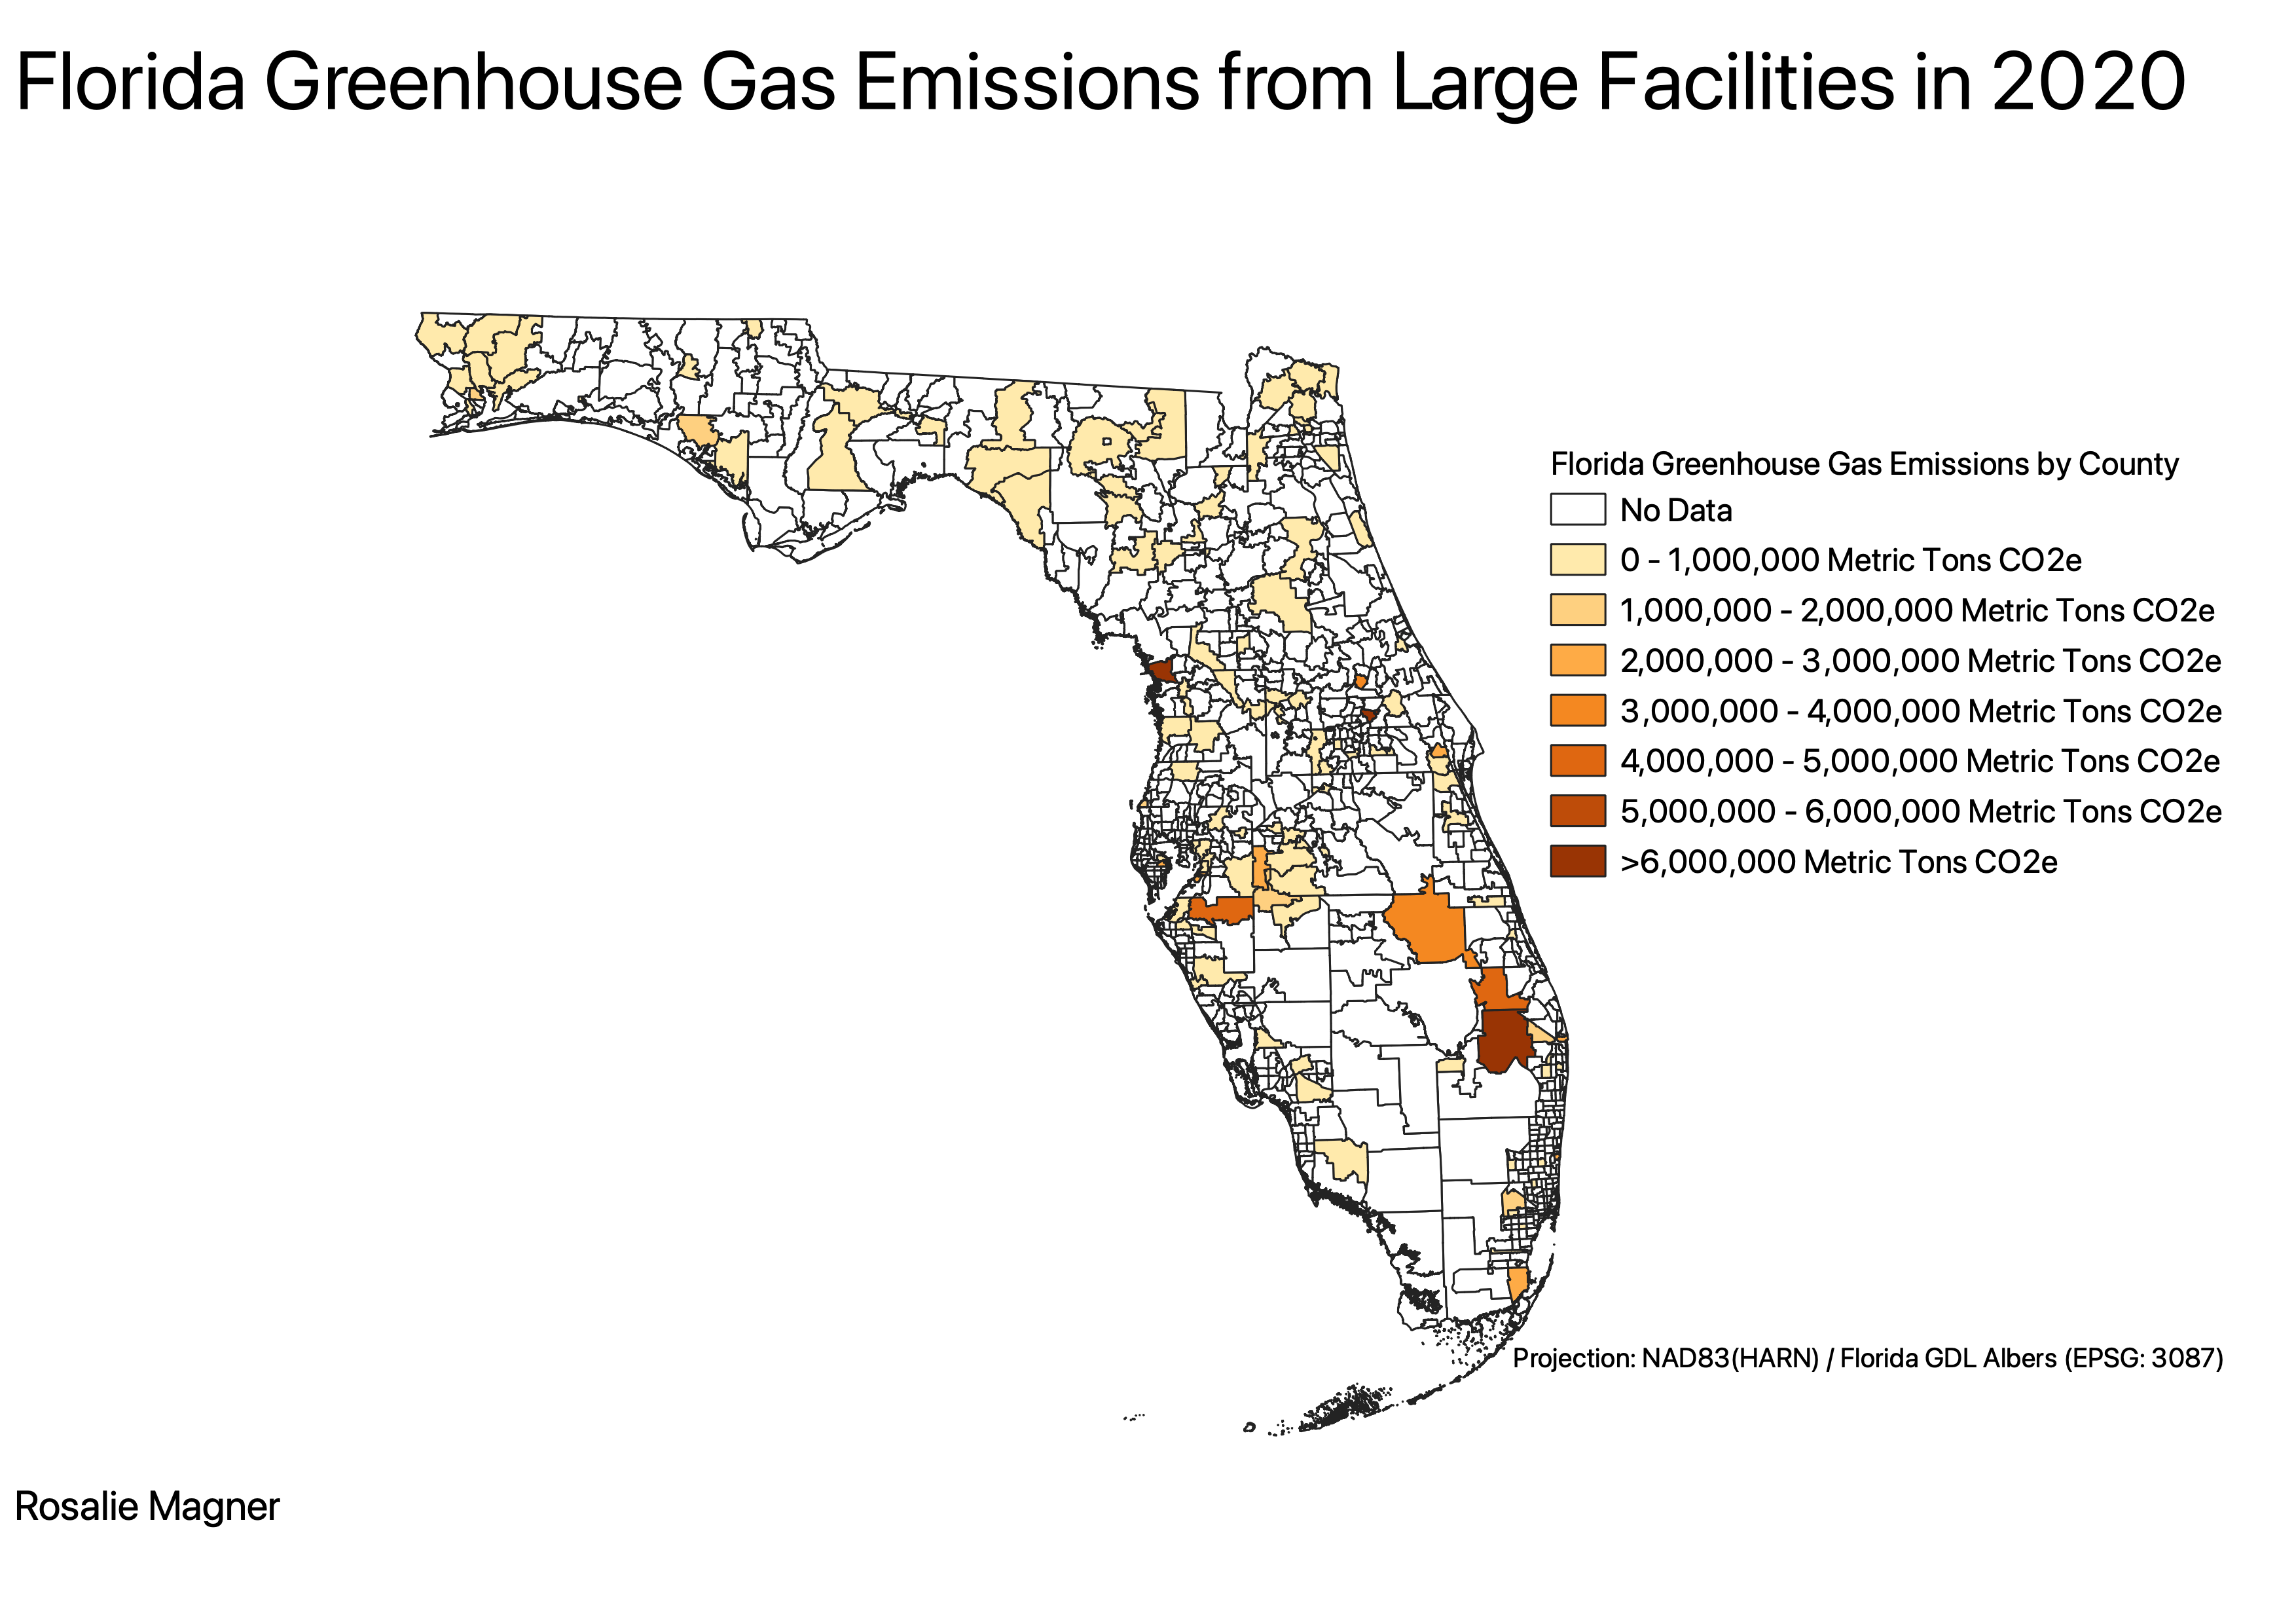 Florida Greenhouse Gas Emissions from Large Facilities in 2020
Florida Greenhouse Gas Emissions by County
No Data
0 - 1,000,000 Metric Tons CO2e
1,000,000 - 2,000,000 Metric Tons CO2e
2,000,000 - 3,000,000 Metric Tons CO2e
3,000,000 - 4,000,000 Metric Tons CO2e
4,000,000 - 5,000,000 Metric Tons CO2e
5,000,000 - 6,000,000 Metric Tons CO2e
>6,000,000 Metric Tons CO2e
Projection: NAD83(HARN) / Florida GDL Albers (EPSG: 3087)
Rosalie Magner